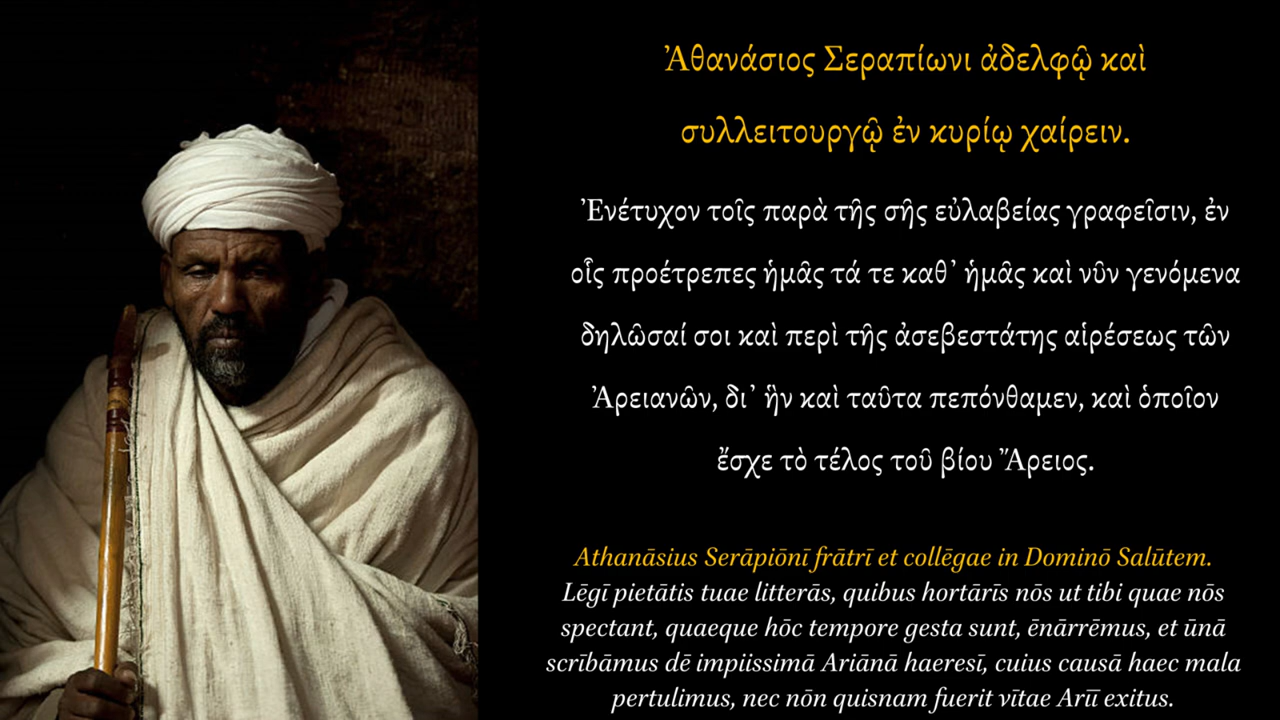 Ἀθανάσιος Σεραπίωνι ἀδελφῷ καὶ
συλλειτουργῷ ἐν κυρίῳ χαίρειν.
Ἐνέτυχον τοῖς παρὰ τῆς σῆς εὐλαβείας γραφεῖσιν, ἐν
οἷς προέτρεπες ἡμᾶς τά τε καθ᾽ ἡμᾶς καὶ νῦν γενόμενα
δηλῶσαί σοι καὶ περὶ τῆς ἀσεβεστάτης αἱρέσεως τῶν
Ἀρειανῶν, δι᾽ ἣν καὶ ταῦτα πεπόνθαμεν, καὶ ὁποῖον
ἔσχε τὸ τέλος τοῦ βίου Ἄρειος.
Athanāsius Serāpiōnī frātrī et collēgae in Dominō Salūtem.
Lēgī pietātis tuae litterās, quibus hortāris nōs ut tibi quae nōs
spectant, quaeque hōc tempore gesta sunt, ēnārrēmus, et ūnā
scrībāmus dē impiissimā Ariānā haeresī, cuius causā haec mala
pertulimus, nec nōn quisnam fuerit vītae Ariī exitus.